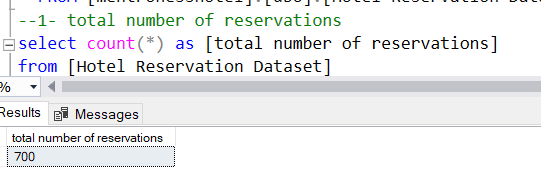 --1- total number of reservations
select count(*) as [total number of reservations]
from [Hotel Reservation Dataset]
%
Results Messages
total number of reservations
700